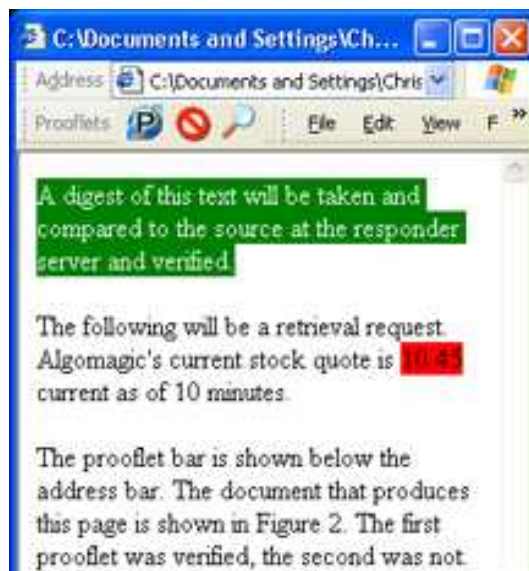 C:\Documents and Settings\Ch...
Address C:\Documents and Settings\Chris
Prooflets P File Edit View F »
A digest of this text will be taken and
compared to the source at the responder
server and verified.
The following will be a retrieval request.
Algomagic's current stock quote is 10.45
current as of 10 minutes.
The prooflet bar is shown below the
address bar. The document that produces
this page is shown in Figure 2. The first
prooflet was verified, the second was not.